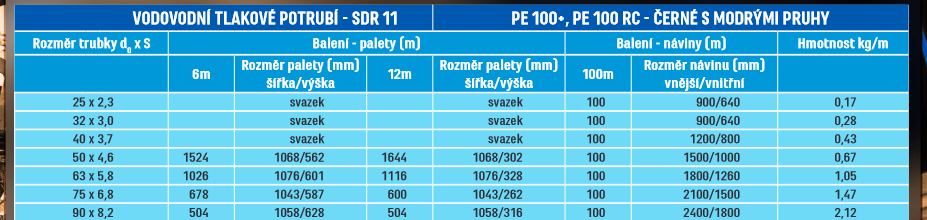 VODOVODNÍ TLAKOVÉ POTRUBÍ - SDR 11 PE 100+, PE 100 RC - ČERNÉ S MODRÝMI PRUHY
Rozměr trubky d₀ x S Balení - palety (m) Balení - náviny (m) Hmotnost kg/m
6m Rozměr palety (mm) šířka/výška 12m Rozměr palety (mm) šířka/výška 100m Rozměr návinu (mm) vnější/vnitřní
25 x 2,3 svazek svazek 100 900/640 0,17
32 x 3,0 svazek svazek 100 900/640 0,28
40 x 3,7 svazek svazek 100 1200/800 0,43
50 x 4,6 1524 1068/562 1644 1068/302 100 1500/1000 0,67
63 x 5,8 1026 1076/601 1116 1076/328 100 1800/1260 1,05
75 x 6,8 678 1043/587 600 1043/262 100 2100/1500 1,47
90 x 8,2 504 1058/628 504 1058/316 100 2400/1800 2,12